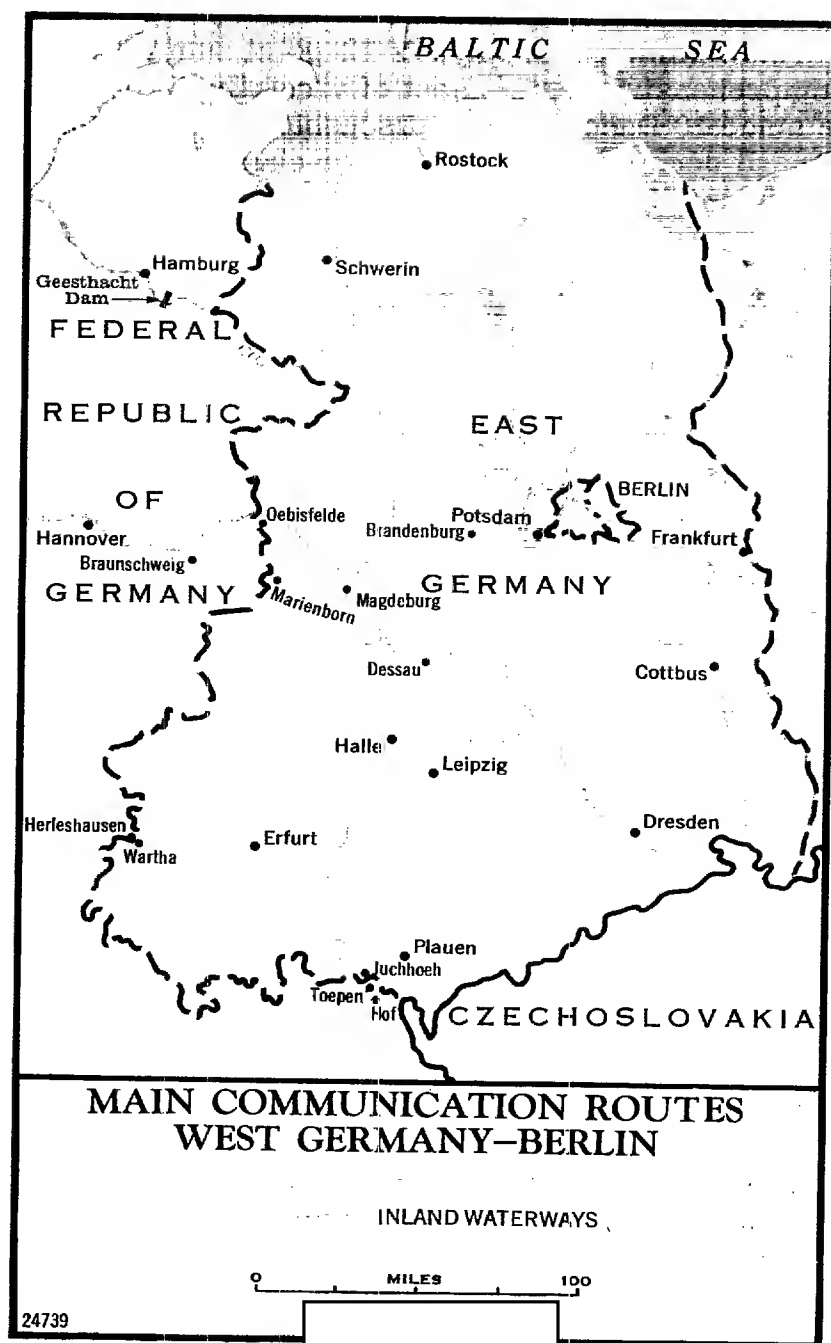 BALTIC SEA
Rostock
Hamburg
Schwerin
Geesthacht
Dam
FEDERAL
REPUBLIC
EAST
OF
BERLIN
Hannover
Oebisfelde
Potsdam
Brandenburg
Frankfurt
Braunschweig
GERMANY
GERMANY
Marienborn
Magdeburg
Dessau
Cottbus
Halle
Leipzig
Herleshausen
Wartha
Erfurt
Dresden
Plauen
Juchhoeh
Toepen
Hof
CZECHOSLOVAKIA
MAIN COMMUNICATION ROUTES
WEST GERMANY–BERLIN
INLAND WATERWAYS
0 MILES 100
24739